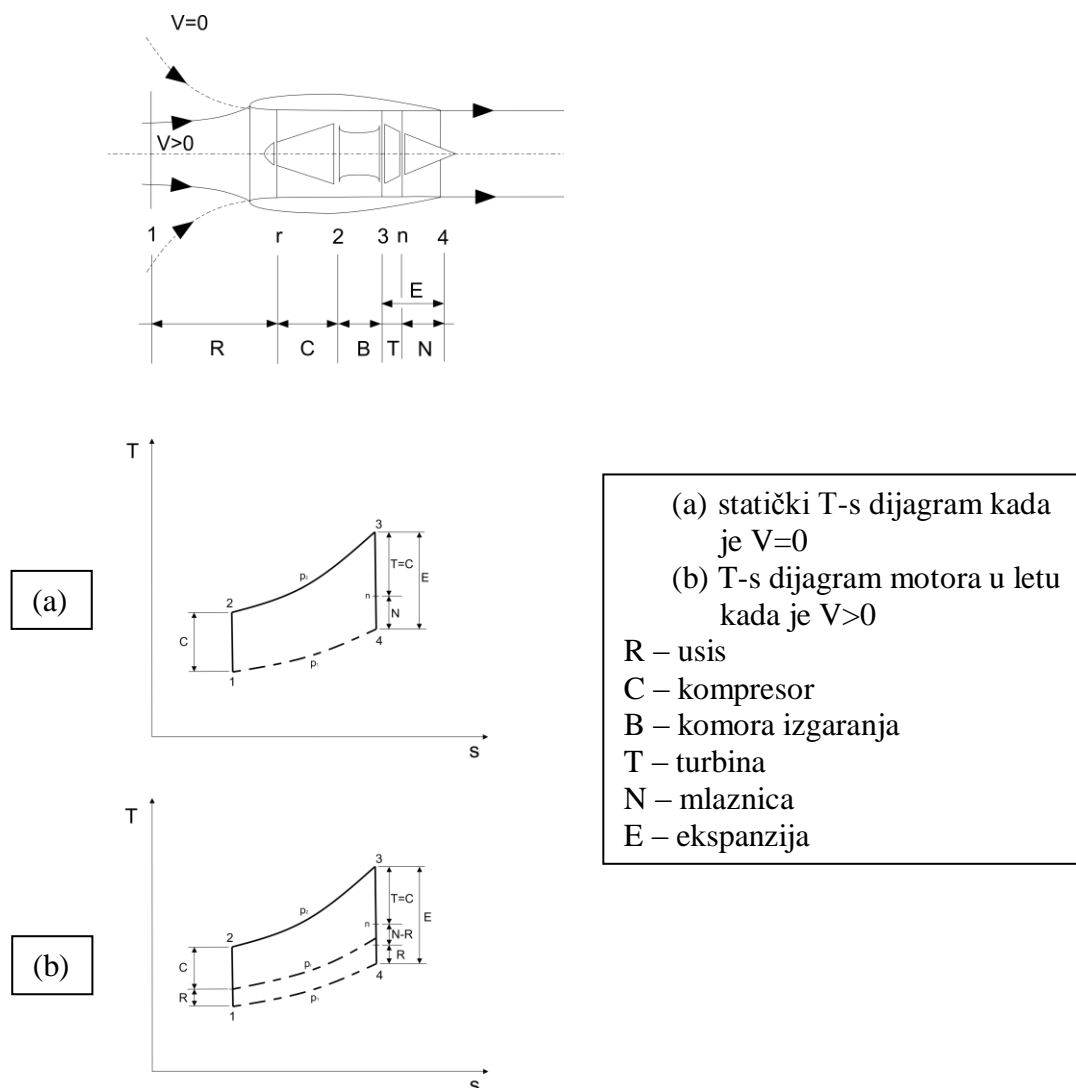 V=0
V>0
1 r 2 3 n 4
E
R C B T N
T
(a)
3
p₂
T=C
E
2
n
N
C
4
p₁
1
s
(a) statički T-s dijagram kada
je V=0
(b) T-s dijagram motora u letu
kada je V>0
R – usis
C – kompresor
B – komora izgaranja
T – turbina
N – mlaznica
E – ekspanzija
T
(b)
3
p₂
T=C
E
2
n
N-R
C
R
R
4
p₁
1
s